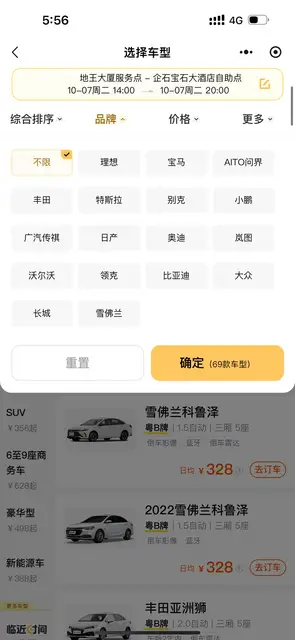 5:56
4G
选择车型
地王大厦服务点 – 企石宝石大酒店自助点
10-07周二 14:00 → 10-07周二 20:00
综合排序 品牌 价格 更多
不限 理想 宝马 AITO问界
丰田 特斯拉 别克 小鹏
广汽传祺 日产 奥迪 岚图
沃尔沃 领克 比亚迪 大众
长城 雪佛兰
重置 确定 (69款车型)
SUV
¥358起
6至9座商务车
¥628起
豪华型
¥498起
新能源车
¥388起
更多车型
临近时间
雪佛兰科鲁泽
粤B牌 | 1.5自动 | 三厢 5座
倒车影像 蓝牙 倒车雷达
日均 ¥328 去订车
2022雪佛兰科鲁泽
粤B牌 | 1.5自动 | 三厢 5座
倒车影像 蓝牙
日均 ¥328 去订车
丰田亚洲狮
粤B牌 | 2.0自动 | 三厢 5座